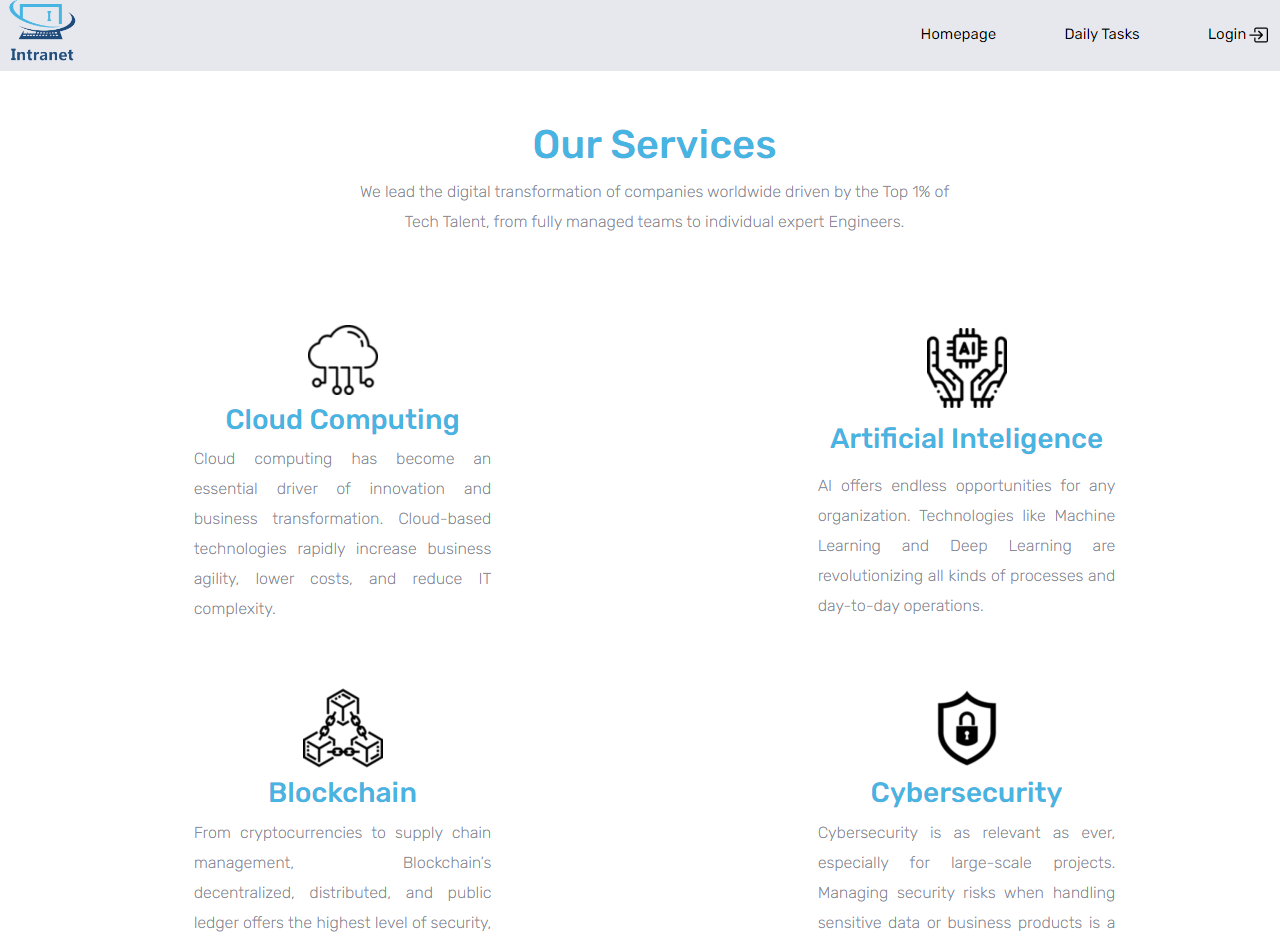 I
Intranet
Homepage
Daily Tasks
Login
Our Services
We lead the digital transformation of companies worldwide driven by the Top 1% of
Tech Talent, from fully managed teams to individual expert Engineers.
Cloud Computing
Cloud computing has become an
essential driver of innovation and
business transformation. Cloud-based
technologies rapidly increase business
agility, lower costs, and reduce IT
complexity.
AI
Artificial Inteligence
AI offers endless opportunities for any
organization. Technologies like Machine
Learning and Deep Learning are
revolutionizing all kinds of processes and
day-to-day operations.
Blockchain
From cryptocurrencies to supply chain
management, Blockchain's
decentralized, distributed, and public
ledger offers the highest level of security,
Cybersecurity
Cybersecurity is as relevant as ever,
especially for large-scale projects.
Managing security risks when handling
sensitive data or business products is a